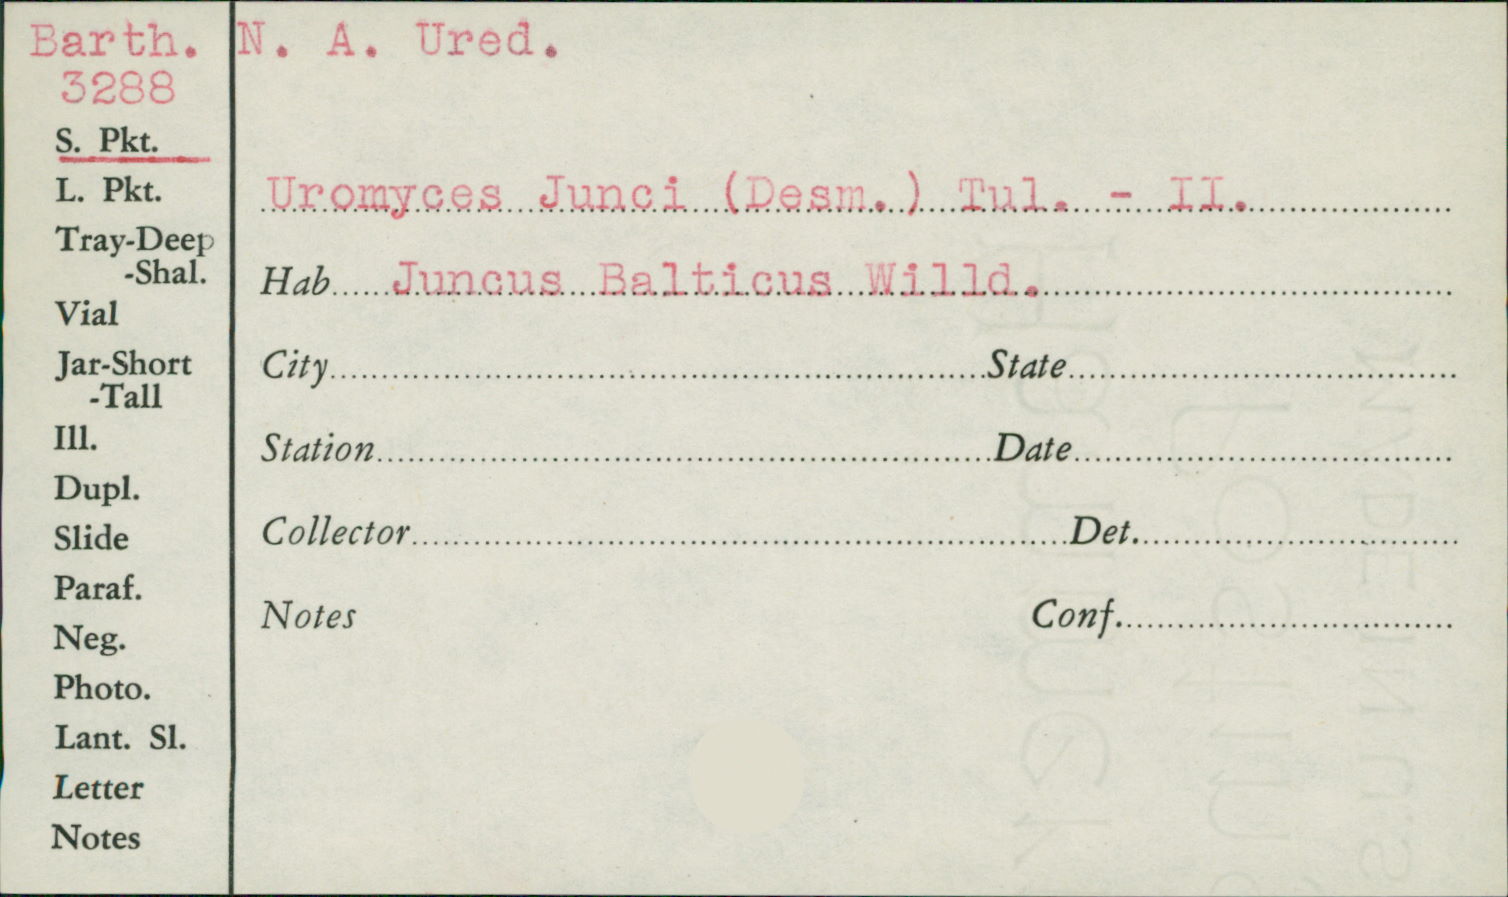 Barth. N. A. Ured.
3288
S. Pkt.
L. Pkt.
Tray-Deep
-Shal.
Vial
Jar-Short
-Tall
Ill.
Dupl.
Slide
Paraf.
Neg.
Photo.
Lant. Sl.
Letter
Notes
Uromyces Junci (Desm.) Tul. - II.
Hab Juncus Balticus Willd.
City State
Station Date
Collector Det.
Notes Conf.